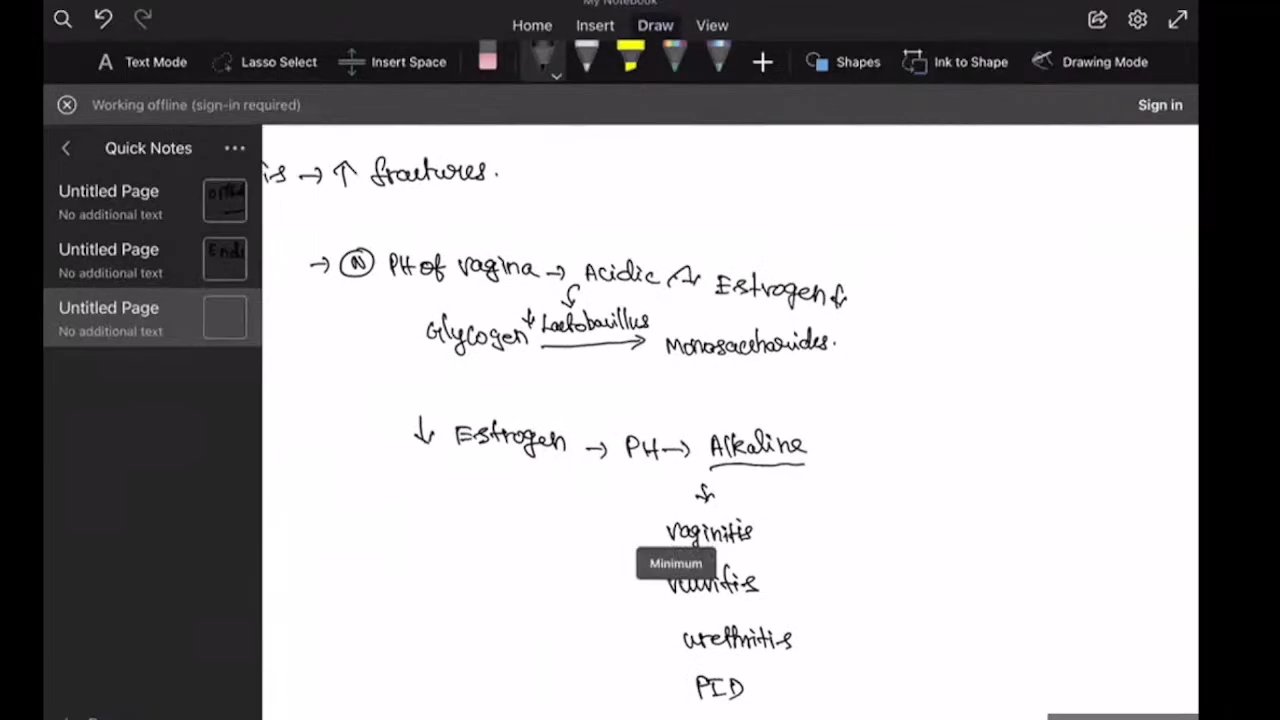 My Notebook
Home Insert Draw View
Text Mode Lasso Select Insert Space Shapes Ink to Shape Drawing Mode
Working offline (sign-in required) Sign in
Quick Notes
Untitled Page
No additional text
Untitled Page
No additional text
Untitled Page
No additional text
is → ↑ fractures.
→ (N) PH of vagina → Acidic Estrogen ↓
Glycogen ↓ Lactobacillus → Monosaccharides.
↓ Estrogen → PH → Alkaline
↓
vaginitis
Minimum
urethritis
PID